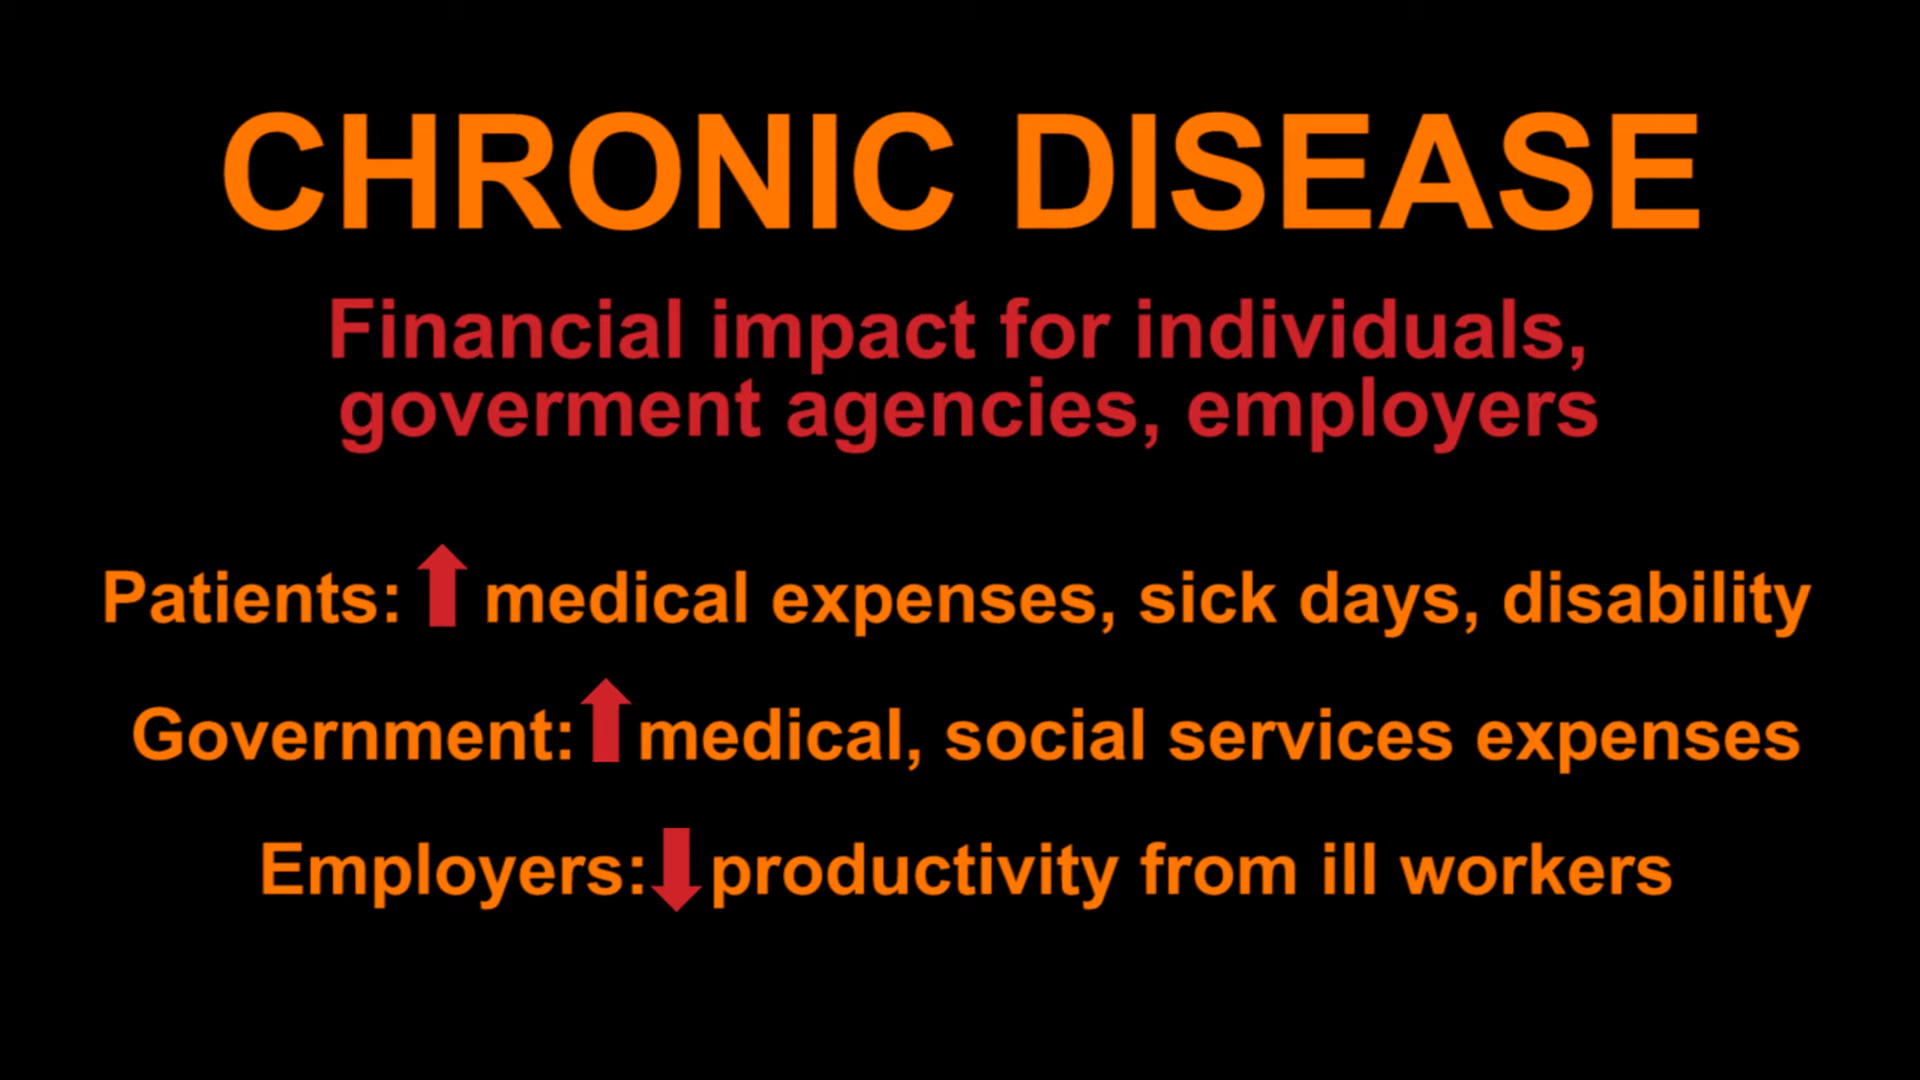 CHRONIC DISEASE
Financial impact for individuals,
goverment agencies, employers
Patients: ⬆ medical expenses, sick days, disability
Government: ⬆ medical, social services expenses
Employers: ⬇ productivity from ill workers